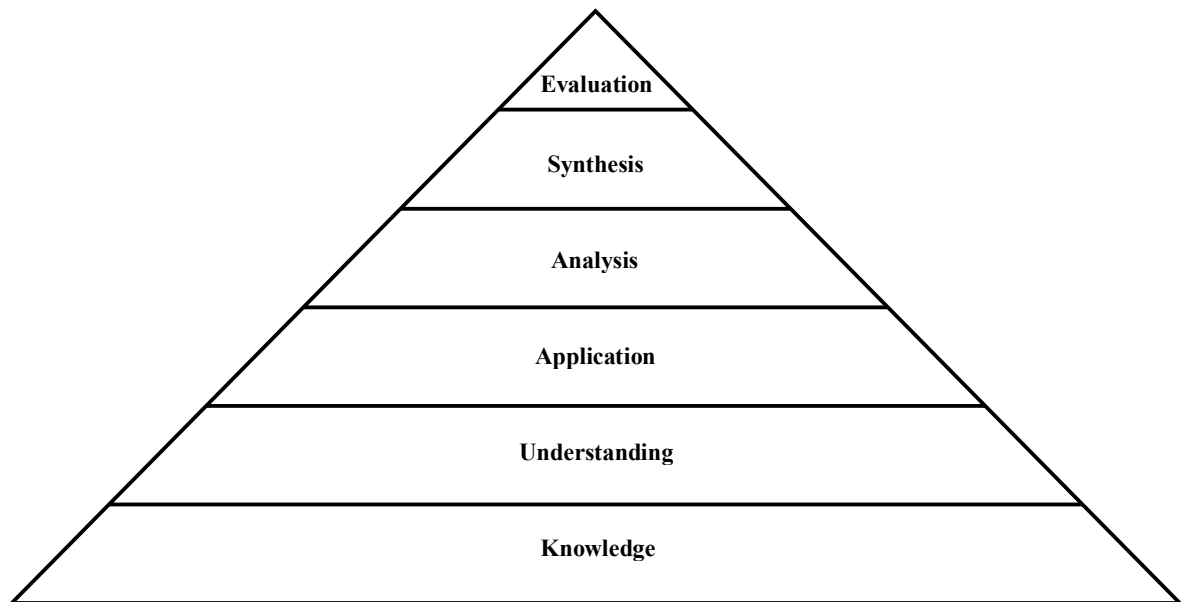 Evaluation
Synthesis
Analysis
Application
Understanding
Knowledge